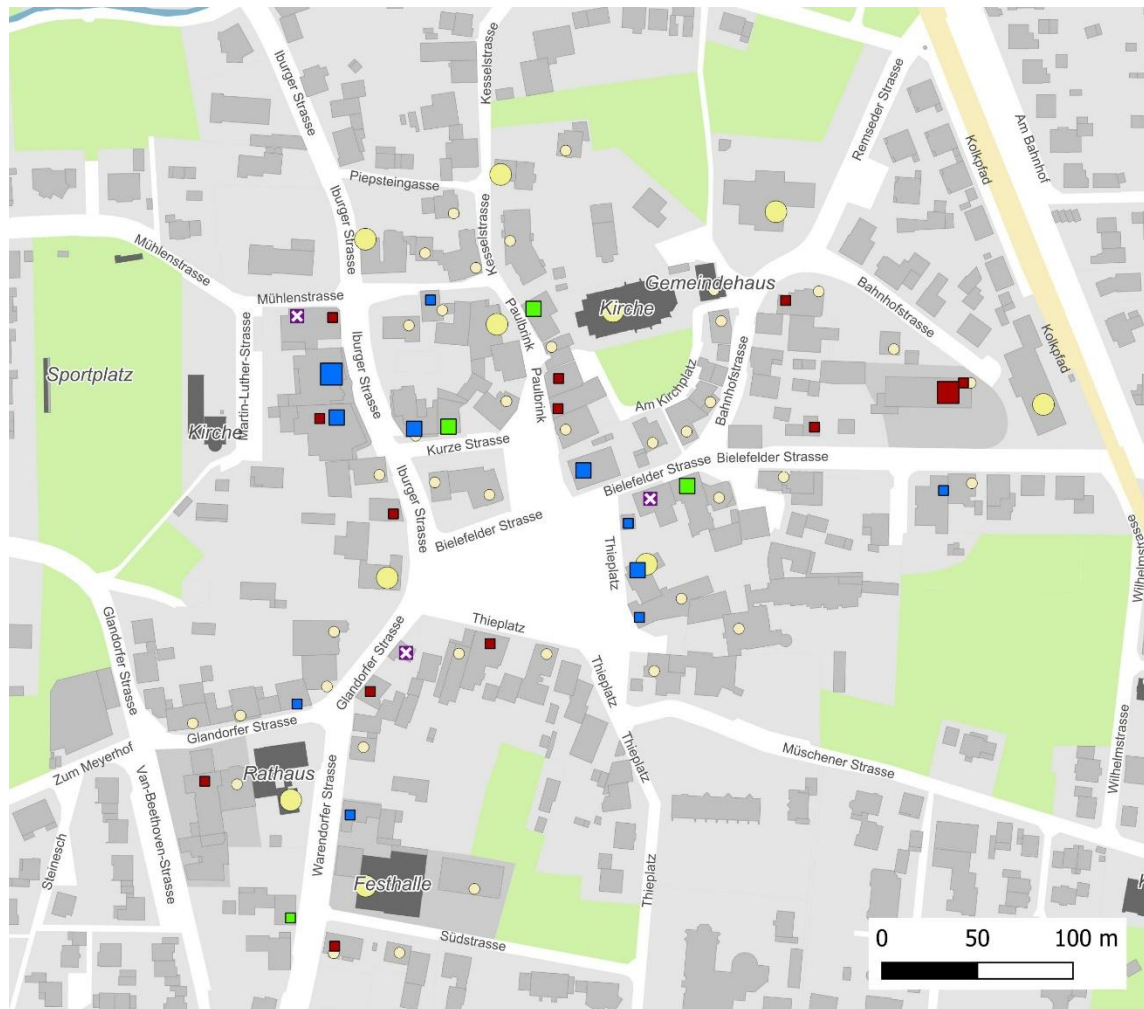 Iburger Strasse
Kesselstrasse
Remseder Strasse
Am Bahnhof
Kolkpfad
Piepsteingasse
Iburger Strasse
Kesselstrasse
Mühlenstrasse
Gemeindehaus
Bahnhofstrasse
Mühlenstrasse
Paulbrink
Kirche
Kolkpfad
Iburger Strasse
Sportplatz
Martin-Luther-Strasse
Paulbrink
Am Kirchplatz
Bahnhofstrasse
Kirche
Kurze Strasse
Bielefelder Strasse
Bielefelder Strasse
Iburger Strasse
Bielefelder Strasse
Thieplatz
Wilhelmstrasse
Glandorfer Strasse
Thieplatz
Glandorfer Strasse
Thieplatz
Glandorfer Strasse
Thieplatz
Müschener Strasse
Wilhelmstrasse
Zum Meyerhof
Rathaus
Van-Beethoven-Strasse
Warendorfer Strasse
Steinesch
Festhalle
Thieplatz
K
Südstrasse
0 50 100 m